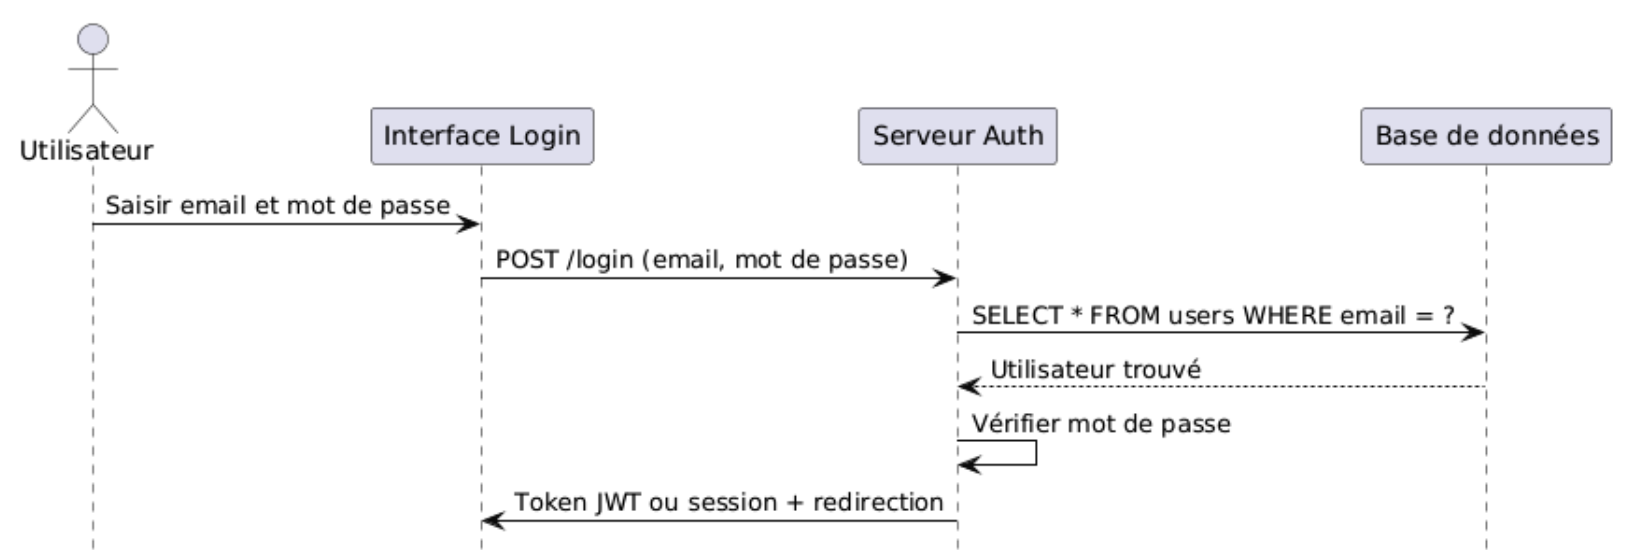 Utilisateur
Interface Login
Serveur Auth
Base de données
Saisir email et mot de passe
POST /login (email, mot de passe)
SELECT * FROM users WHERE email = ?
Utilisateur trouvé
Vérifier mot de passe
Token JWT ou session + redirection